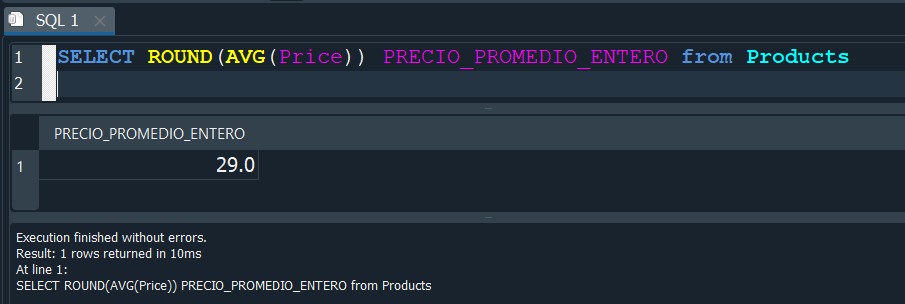 SQL 1
1 SELECT ROUND(AVG(Price)) PRECIO_PROMEDIO_ENTERO from Products
2
PRECIO_PROMEDIO_ENTERO
1 29.0
Execution finished without errors.
Result: 1 rows returned in 10ms
At line 1:
SELECT ROUND(AVG(Price)) PRECIO_PROMEDIO_ENTERO from Products